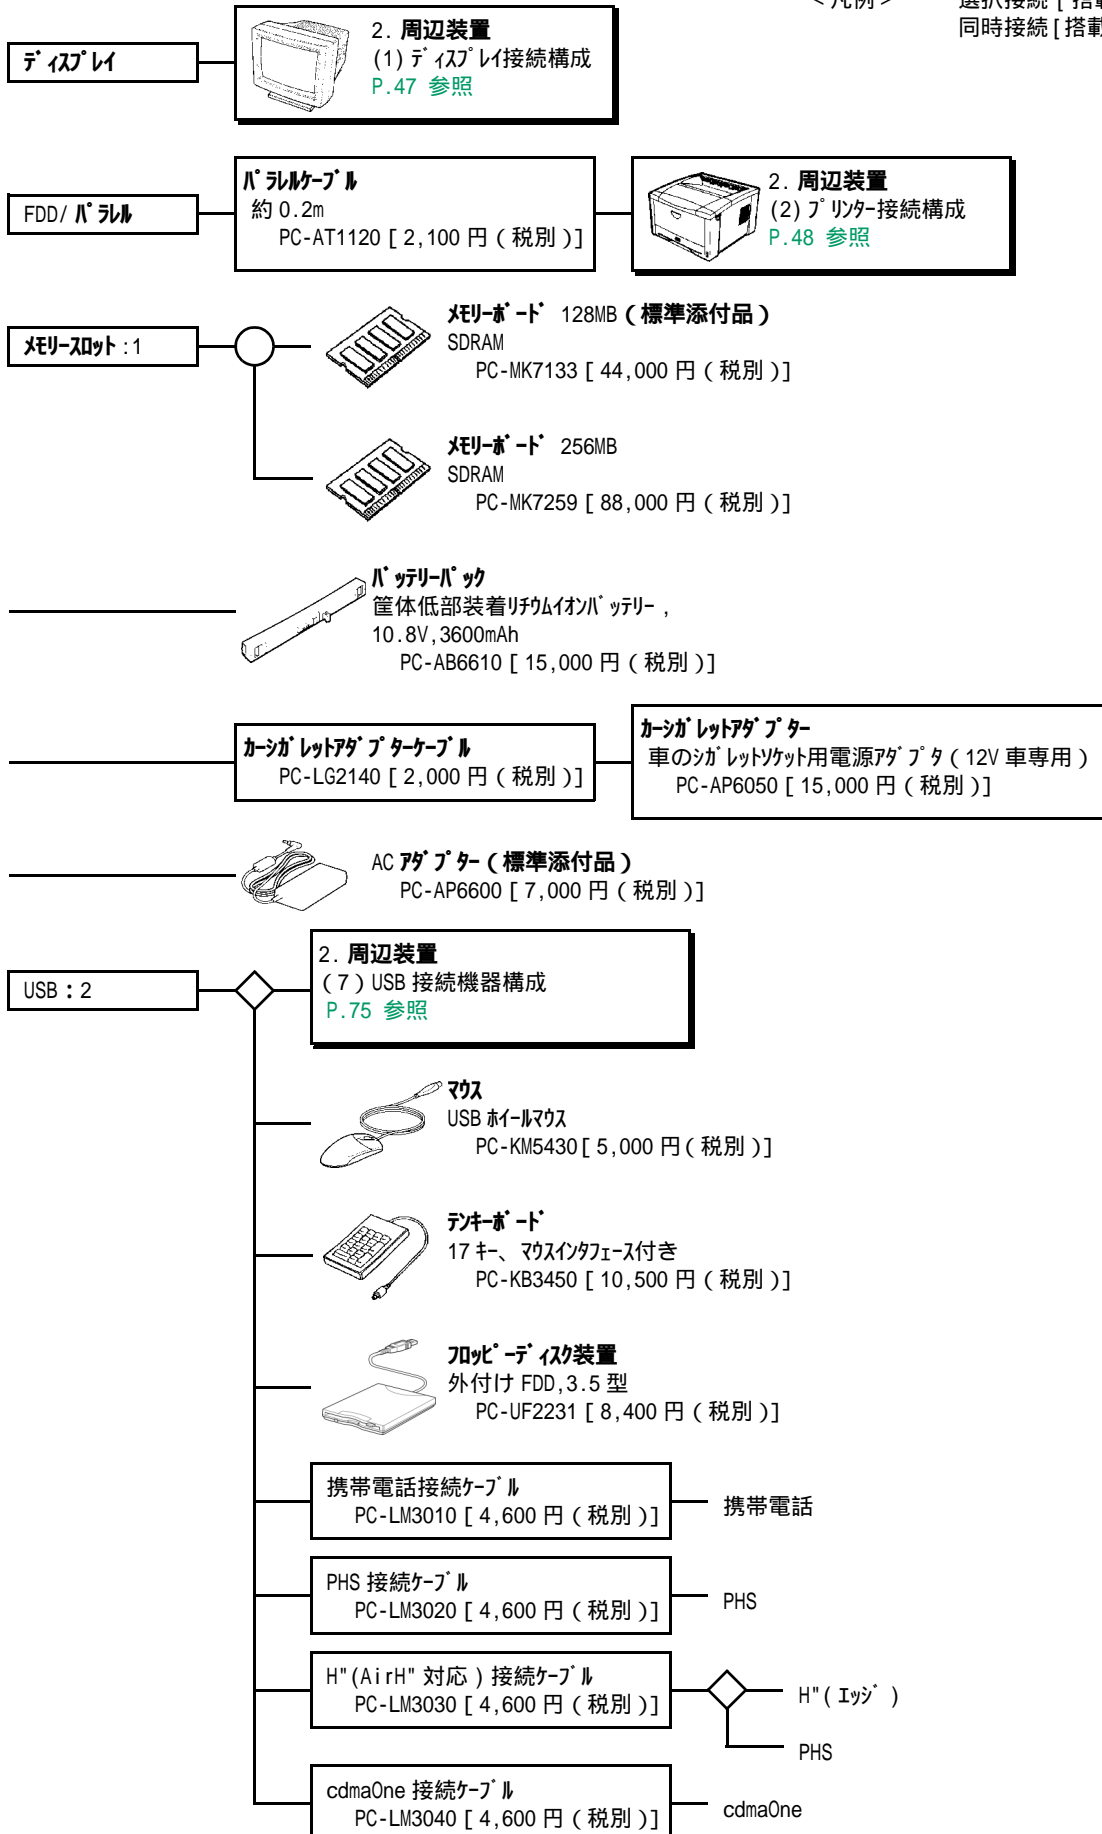 <凡例>
選択接続 [ 搭
同時接続 [ 搭載
ディスプレイ
2. 周辺装置
(1) ディスプレイ接続構成
P.47 参照
FDD/ パラレル
パラレルケーブル
約 0.2m
PC-AT1120 [ 2,100 円 ( 税別 )]
2. 周辺装置
(2) プリンター接続構成
P.48 参照
メモリースロット :1
メモリーボード 128MB ( 標準添付品 )
SDRAM
PC-MK7133 [ 44,000 円 ( 税別 )]
メモリーボード 256MB
SDRAM
PC-MK7259 [ 88,000 円 ( 税別 )]
バッテリーパック
筐体低部装着リチウムイオンバッテリー ,
10.8V,3600mAh
PC-AB6610 [ 15,000 円 ( 税別 )]
カーシガレットアダプターケーブル
PC-LG2140 [ 2,000 円 ( 税別 )]
カーシガレットアダプター
車のシガレットソケット用電源アダプタ ( 12V 車専用 )
PC-AP6050 [ 15,000 円 ( 税別 )]
AC アダプター ( 標準添付品 )
PC-AP6600 [ 7,000 円 ( 税別 )]
USB : 2
2. 周辺装置
( 7 ) USB 接続機器構成
P.75 参照
マウス
USB ホイールマウス
PC-KM5430 [ 5,000 円 ( 税別 )]
テンキーボード
17 キー、マウスインタフェース付き
PC-KB3450 [ 10,500 円 ( 税別 )]
フロッピーディスク装置
外付け FDD,3.5 型
PC-UF2231 [ 8,400 円 ( 税別 )]
携帯電話接続ケーブル
PC-LM3010 [ 4,600 円 ( 税別 )]
携帯電話
PHS 接続ケーブル
PC-LM3020 [ 4,600 円 ( 税別 )]
PHS
H"(AirH" 対応 ) 接続ケーブル
PC-LM3030 [ 4,600 円 ( 税別 )]
H"( エッジ )
PHS
cdmaOne 接続ケーブル
PC-LM3040 [ 4,600 円 ( 税別 )]
cdmaOne